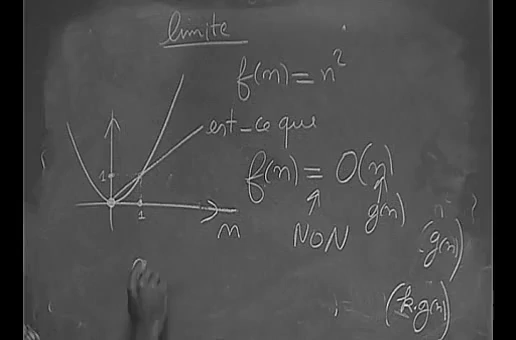 limite
f(n) = n²
est-ce que
f(n) = O(n)
g(n)
NON
1
1
n
g(n)
= (k.g(n))